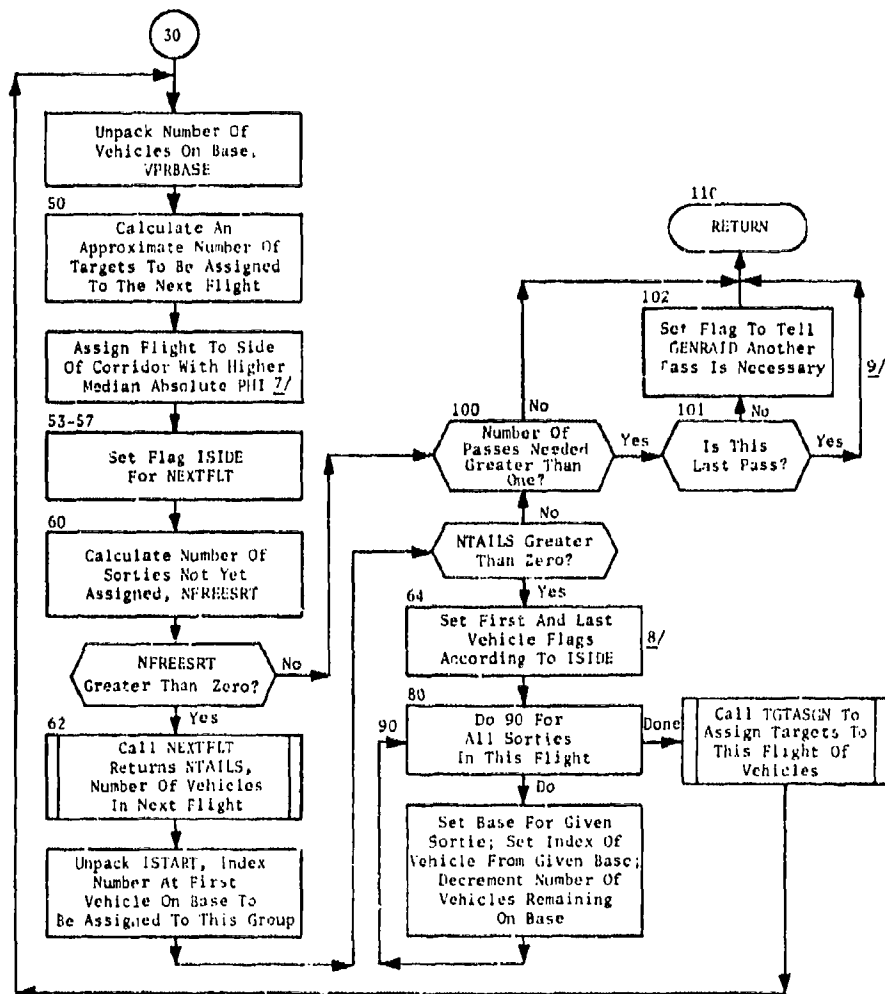 30
Unpack Number Of
Vehicles On Base,
VPRBASE
50
Calculate An
Approximate Number Of
Targets To Be Assigned
To The Next Flight
Assign Flight To Side
Of Corridor With Higher
Median Absolute PHI 7/
53-57
Set Flag ISIDE
For NEXTFLT
60
Calculate Number Of
Sorties Not Yet
Assigned, NFREESRT
NFREESRT
Greater Than Zero?
No
Yes
62
Call NEXTFLT
Returns NTAILS,
Number Of Vehicles
In Next Flight
Unpack ISTART, Index
Number At First
Vehicle On Base To
Be Assigned To This Group
110
RETURN
102
Set Flag To Tell
GENRAID Another
Pass Is Necessary
9/
No
No
100
Number Of
Passes Needed
Greater Than
One?
Yes
101
Is This
Last Pass?
Yes
No
NTAILS Greater
Than Zero?
Yes
64
Set First And Last
Vehicle Flags
According To ISIDE
8/
80
90
Do 90 For
All Sorties
In This Flight
Done
Call TGTASGN To
Assign Targets To
This Flight Of
Vehicles
Do
Set Base For Given
Sortie; Set Index Of
Vehicle From Given Base;
Decrement Number Of
Vehicles Remaining
On Base